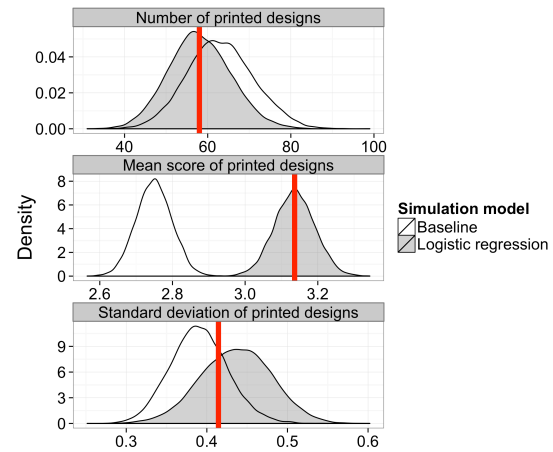 Number of printed designs
0.04
0.02
0.00
40 60 80 100
Mean score of printed designs
8
6
4
2
0
2.6 2.8 3.0 3.2
Standard deviation of printed designs
9
6
3
0
0.3 0.4 0.5 0.6
Density
Simulation model
Baseline
Logistic regression